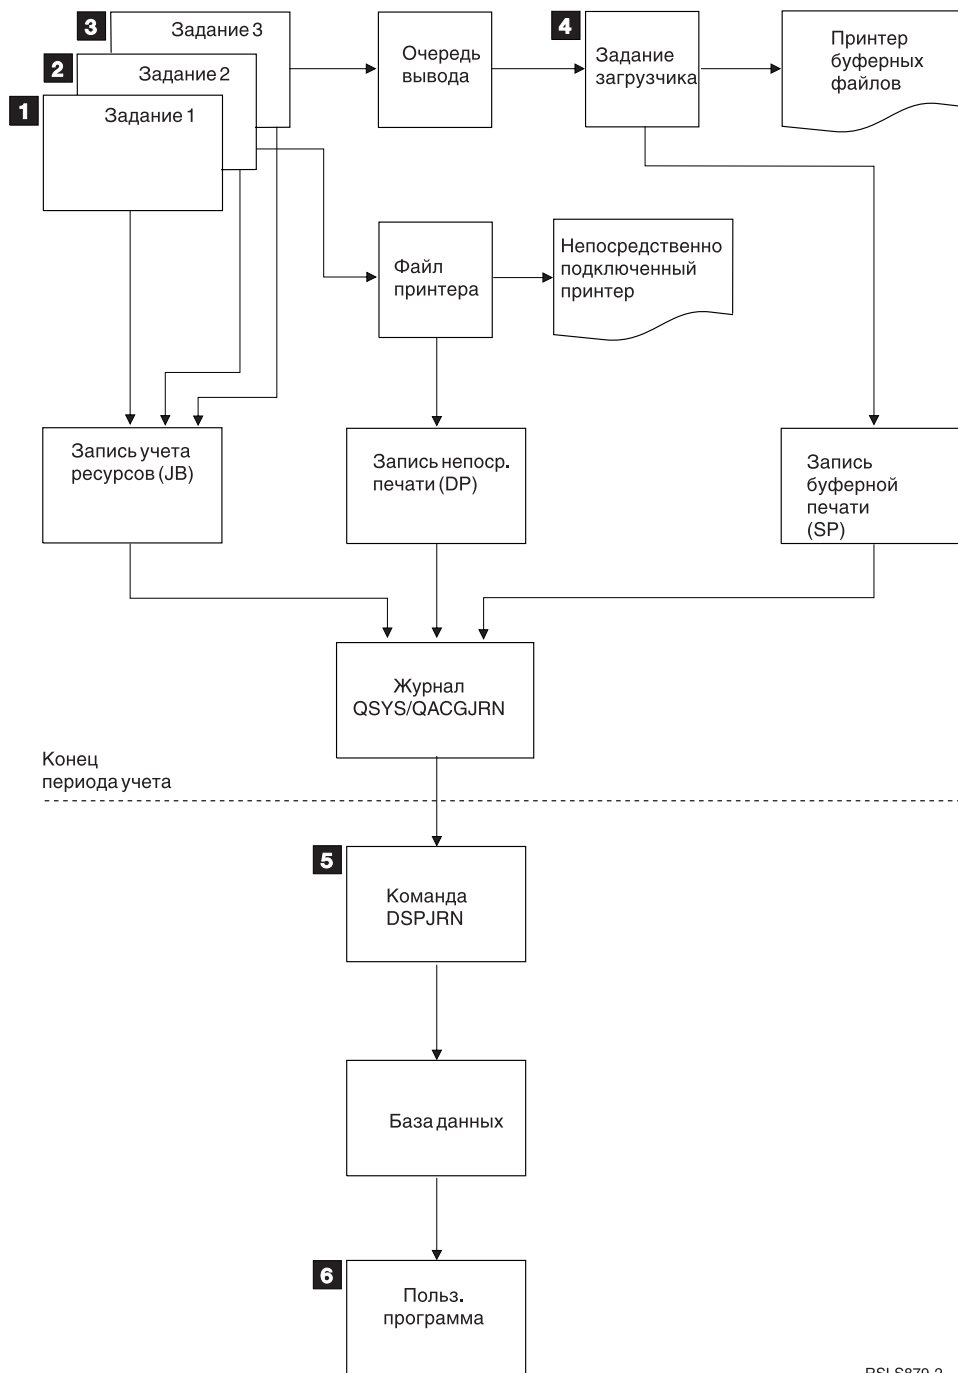 3
Задание 3
2
Задание 2
1
Задание 1
Очередь
вывода
4
Задание
загрузчика
Принтер
буферных
файлов
Файл
принтера
Непосредственно
подключенный
принтер
Запись учета
ресурсов (JB)
Запись непоср.
печати (DP)
Запись
буферной
печати
(SP)
Журнал
QSYS/QACGJRN
Конец
периода учета
5
Команда
DSPJRN
База данных
6
Польз.
программа